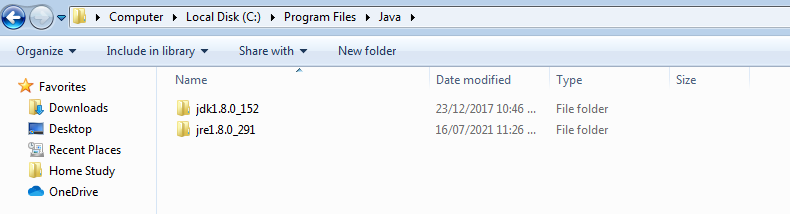 Computer Local Disk (C:) Program Files Java
Organize Include in library Share with New folder
Name Date modified Type Size
Favorites
Downloads
Desktop
Recent Places
Home Study
OneDrive
jdk1.8.0_152 23/12/2017 10:46 ... File folder
jre1.8.0_291 16/07/2021 11:26 ... File folder